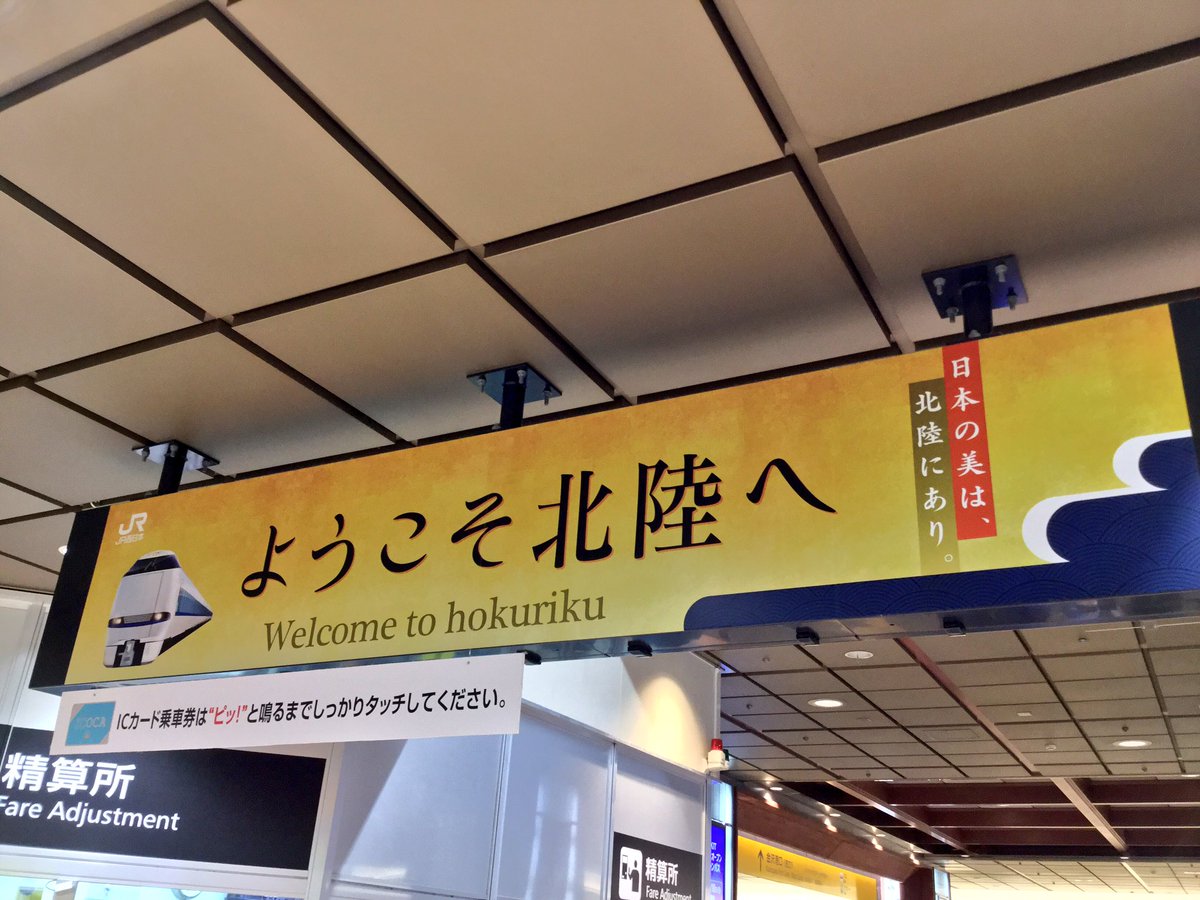 JR
JR西日本
ようこそ北陸へ
Welcome to hokuriku
日本の美は、
北陸にあり。
ICOCA
ICカード乗車券は“ピッ!”と鳴るまでしっかりタッチしてください。
精算所
Fare Adjustment
精算所
Fare Adjustment